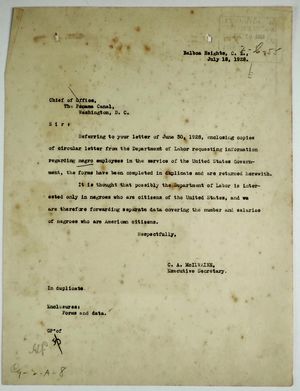 Balboa Heights, C. Z.,
July 18, 1928.
Chief of Office,
The Panama Canal,
Washington, D. C.
Sir:
Referring to your letter of June 30, 1928, enclosing copies
of circular letter from the Department of Labor requesting information
regarding negro employees in the service of the United States Govern-
ment, the forms have been completed in duplicate and are returned herewith.
It is thought that possibly the Department of Labor is inter-
ested only in negroes who are citizens of the United States, and we
are therefore forwarding separate data covering the number and salaries
of negroes who are American citizens.
Respectfully,
C. A. McILVAINE,
Executive Secretary.
In duplicate.
Enclosures:
Forms and data.